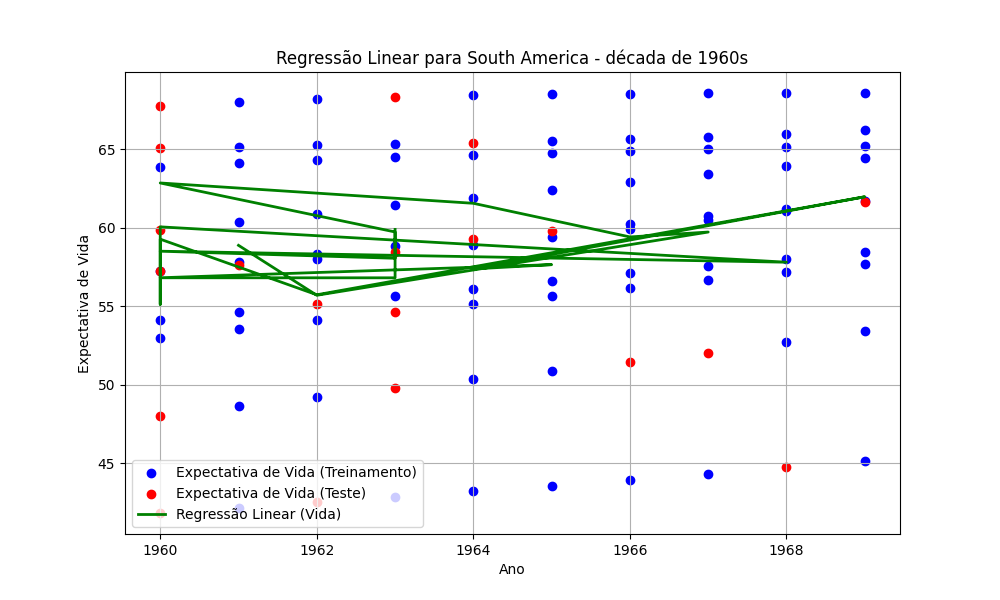 Regressão Linear para South America - década de 1960s
Expectativa de Vida
65
60
55
50
45
Expectativa de Vida (Treinamento)
Expectativa de Vida (Teste)
Regressão Linear (Vida)
1960 1962 1964 1966 1968
Ano